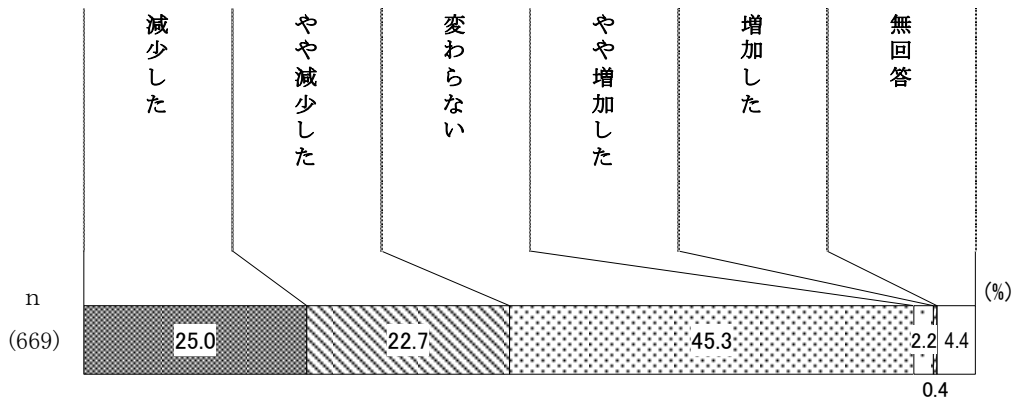 減少した
やや減少した
変わらない
やや増加した
増加した
無回答
(%)
n
(669)
25.0
22.7
45.3
2.2
4.4
0.4